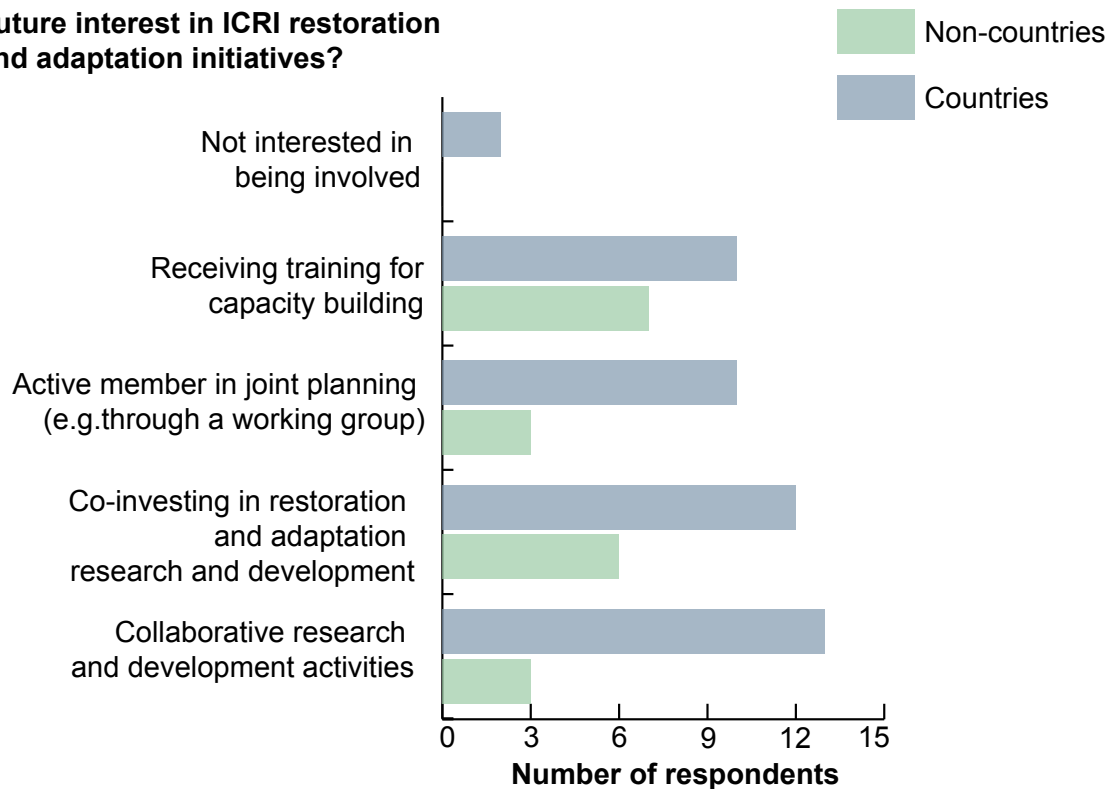 uture interest in ICRI restoration
nd adaptation initiatives?
Non-countries
Countries
Not interested in
being involved
Receiving training for
capacity building
Active member in joint planning
(e.g.through a working group)
Co-investing in restoration
and adaptation
research and development
Collaborative research
and development activities
0 3 6 9 12 15
Number of respondents